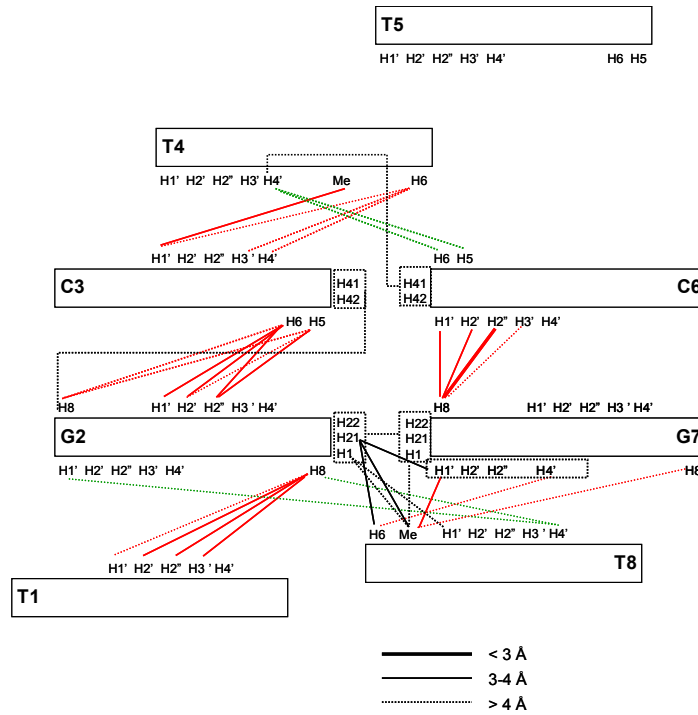 T5
H1' H2' H2" H3' H4' H6 H5
T4
H1' H2' H2" H3' H4' Me H6
H1' H2' H2" H3 ' H4' H6 H5
C3 H41 H41 C6
H42 H42
H6 H5 H1' H2' H2" H3' H4'
H8 H1' H2' H2" H3 ' H4' H8 H1' H2' H2" H3 ' H4'
G2 H22 H22 G7
H21 H21
H1 H1
H1' H2' H2" H3' H4' H8 H1' H2' H2" H4' H8
H6 Me H1' H2' H2" H3 ' H4'
H1' H2' H2" H3 ' H4' T8
T1
< 3 Å
3-4 Å
> 4 Å